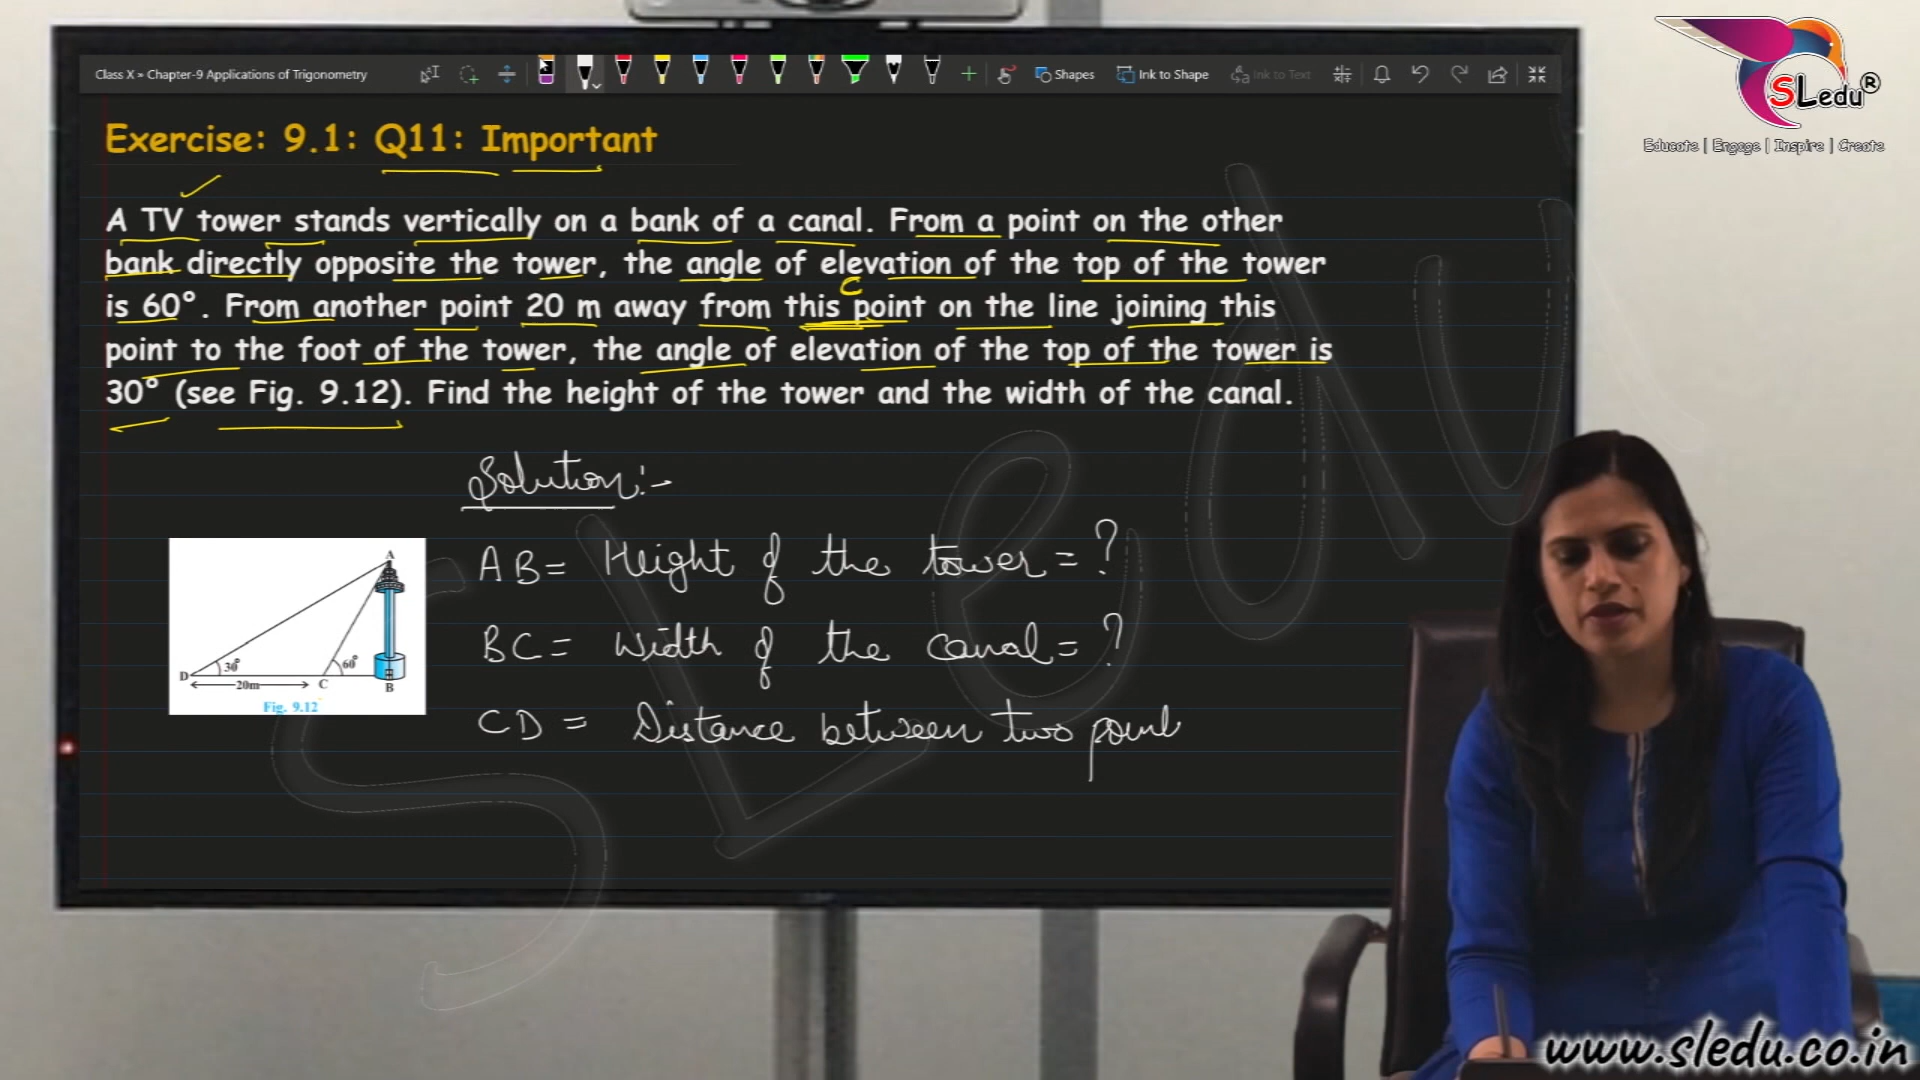 Class X » Chapter-9 Applications of Trigonometry
Shapes
Ink to Shape
Ink to Text
SLedu®
Educate | Engage | Inspire | Create
Exercise: 9.1: Q11: Important
A TV tower stands vertically on a bank of a canal. From a point on the other
bank directly opposite the tower, the angle of elevation of the top of the tower
C
is 60°. From another point 20 m away from this point on the line joining this
point to the foot of the tower, the angle of elevation of the top of the tower is
30° (see Fig. 9.12). Find the height of the tower and the width of the canal.
Solution:-
AB = Height of the tower = ?
BC = Width of the canal = ?
CD = Distance between two point
A
D 30° 60°
20m C B
Fig. 9.12
SLedu
www.sledu.co.in